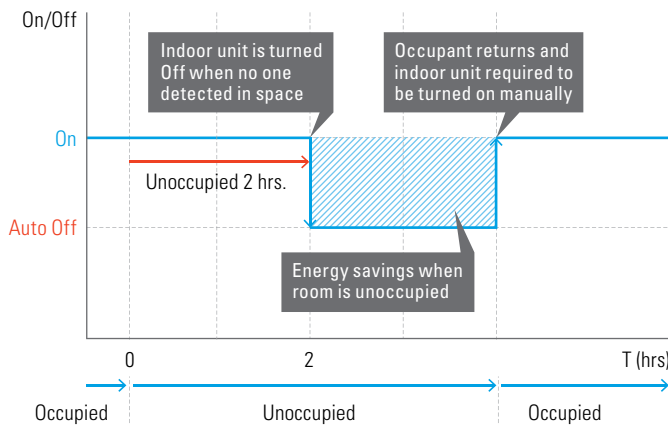 On/Off
Indoor unit is turned
Off when no one
detected in space
Occupant returns and
indoor unit required to
be turned on manually
On
Unoccupied 2 hrs.
Auto Off
Energy savings when
room is unoccupied
0
2
T (hrs)
Occupied
Unoccupied
Occupied